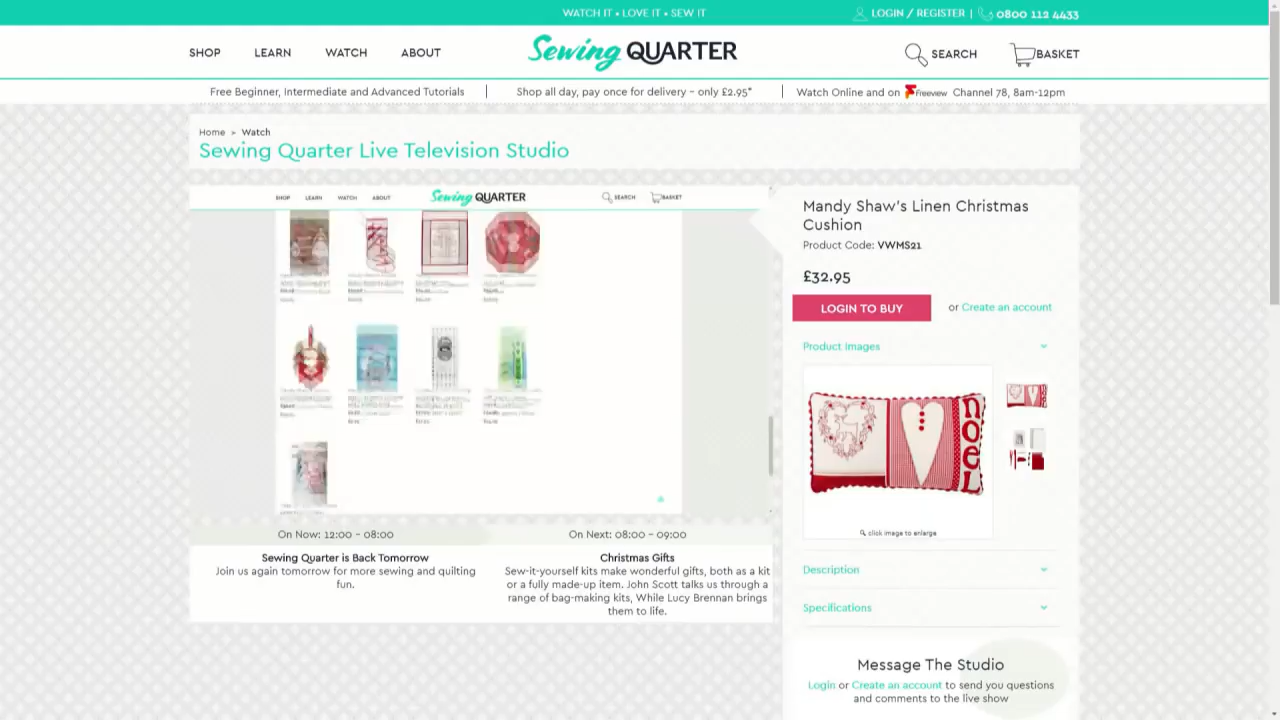 WATCH IT • LOVE IT • SEW IT
LOGIN / REGISTER | 0800 112 4433
SHOP LEARN WATCH ABOUT Sewing QUARTER SEARCH BASKET
Free Beginner, Intermediate and Advanced Tutorials | Shop all day, pay once for delivery - only £2.95* | Watch Online and on Freeview Channel 78, 8am-12pm
Home > Watch
Sewing Quarter Live Television Studio
SHOP LEARN WATCH ABOUT Sewing QUARTER SEARCH BASKET
On Now: 12:00 - 08:00
Sewing Quarter is Back Tomorrow
Join us again tomorrow for more sewing and quilting
fun.
On Next: 08:00 - 09:00
Christmas Gifts
Sew-it-yourself kits make wonderful gifts, both as a kit
or a fully made-up item. John Scott talks us through a
range of bag-making kits, While Lucy Brennan brings
them to life.
Mandy Shaw's Linen Christmas
Cushion
Product Code: VWMS21
£32.95
LOGIN TO BUY or Create an account
Product Images
noel
click image to enlarge
Description
Specifications
Message The Studio
Login or Create an account to send you questions
and comments to the live show